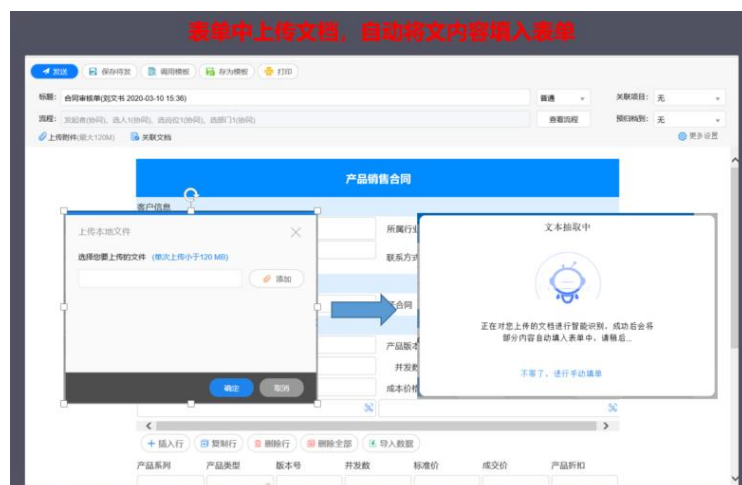 表单中上传文档，自动将文内容填入表单
发送 保存待发 调用模板 存为模板 打印
标题： 合同审核单(刘文书 2020-03-10 15:36) 普通 关联项目： 无
流程： 发起者(协同)、选人1(协同)、选岗位1(协同)、选部门1(协同) 查看流程 预归档到： 无
上传附件(最大120M) 关联文档 更多设置
产品销售合同
客户信息
上传本地文件
选择您要上传的文件 (单次上传小于120 MB)
添加
确定 取消
所属行业
联系方式
合同
产品版本
并发数
成本价格
文本抽取中
正在对您上传的文档进行智能识别，成功后会将
部分内容自动填入表单中，请稍后...
不等了，进行手动填单
插入行 复制行 删除行 删除全部 导入数据
产品系列 产品类型 版本号 并发数 标准价 成交价 产品折扣